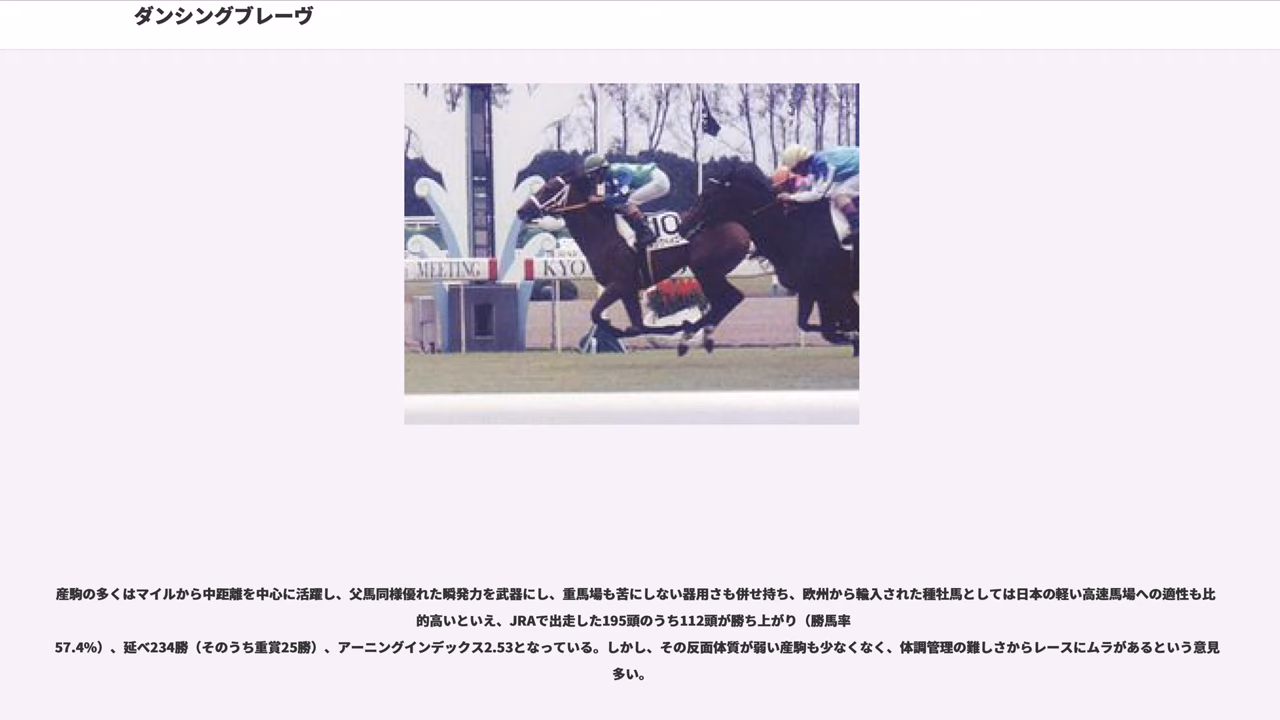 ダンシングブレーヴ
MEETING
KYO
10
産駒の多くはマイルから中距離を中心に活躍し、父馬同様優れた瞬発力を武器にし、重馬場も苦にしない器用さも併せ持ち、欧州から輸入された種牡馬としては日本の軽い高速馬場への適性も比
的高いといえ、JRAで出走した195頭のうち112頭が勝ち上がり（勝馬率
57.4%）、延べ234勝（そのうち重賞25勝）、アーニングインデックス2.53となっている。しかし、その反面体質が弱い産駒も少なくなく、体調管理の難しさからレースにムラがあるという意見
多い。